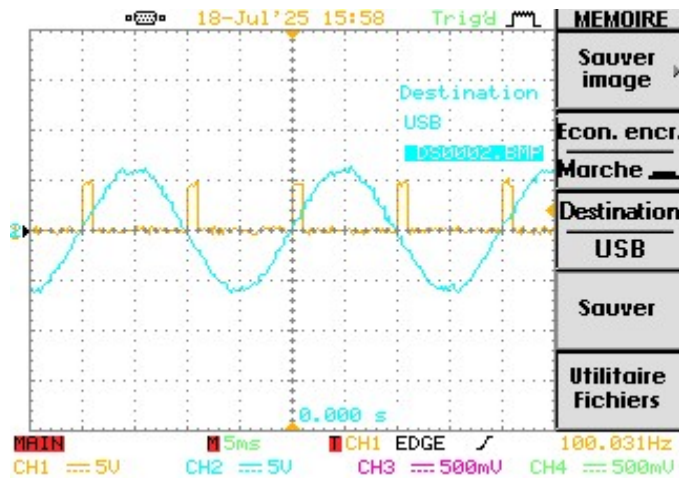 18-Jul'25 15:58 Trig'd
MEMOIRE
Sauver
image
Destination
USB
DS0002.BMP
Econ. encr.
Marche
Destination
USB
Sauver
Utilitaire
Fichiers
2
0.000 s
MAIN M 5ms T CH1 EDGE 100.031Hz
CH1 5V CH2 5V CH3 500mV CH4 500mV